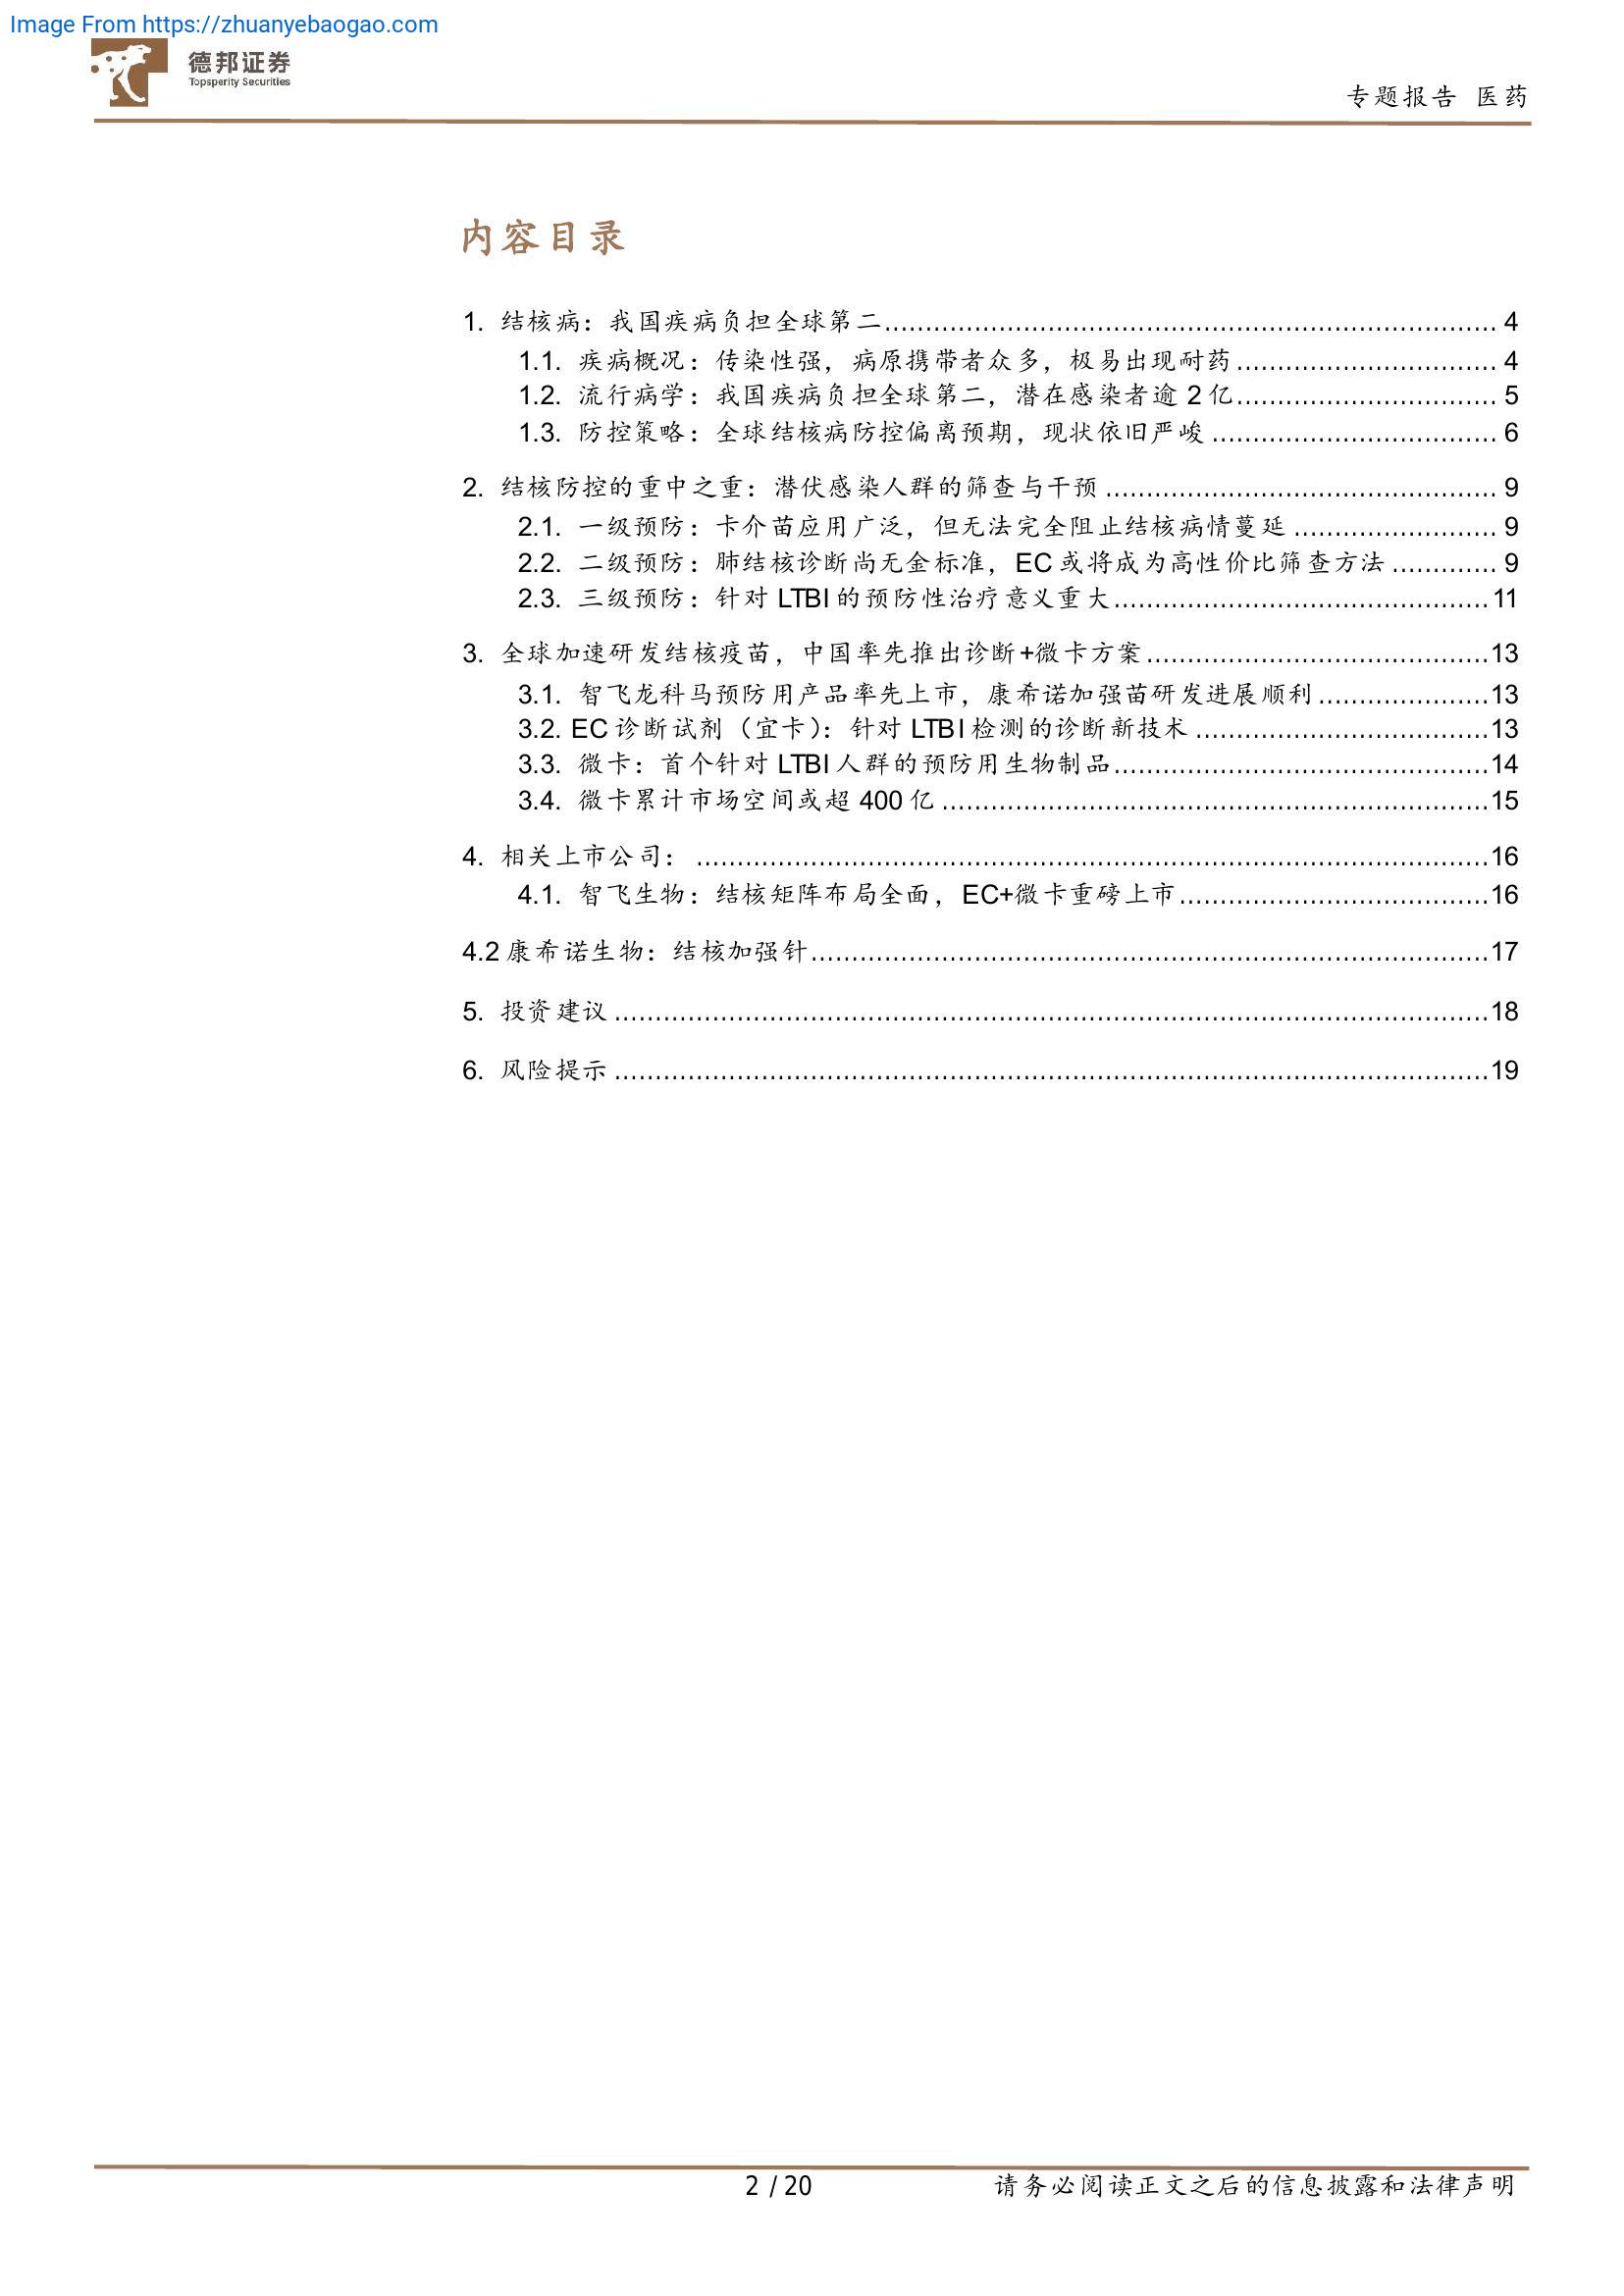 Image From https://zhuanyebaogao.com
德邦证券
Topsperity Securities
专题报告 医药
内容目录
1. 结核病：我国疾病负担全球第二 4
1.1. 疾病概况：传染性强，病原携带者众多，极易出现耐药 4
1.2. 流行病学：我国疾病负担全球第二，潜在感染者逾 2 亿 5
1.3. 防控策略：全球结核病防控偏离预期，现状依旧严峻 6
2. 结核防控的重中之重：潜伏感染人群的筛查与干预 9
2.1. 一级预防：卡介苗应用广泛，但无法完全阻止结核病情蔓延 9
2.2. 二级预防：肺结核诊断尚无金标准，EC 或将成为高性价比筛查方法 9
2.3. 三级预防：针对 LTBI 的预防性治疗意义重大 11
3. 全球加速研发结核疫苗，中国率先推出诊断+微卡方案 13
3.1. 智飞龙科马预防用产品率先上市，康希诺加强苗研发进展顺利 13
3.2. EC 诊断试剂（宜卡）：针对 LTBI 检测的诊断新技术 13
3.3. 微卡：首个针对 LTBI 人群的预防用生物制品 14
3.4. 微卡累计市场空间或超 400 亿 15
4. 相关上市公司： 16
4.1. 智飞生物：结核矩阵布局全面，EC+微卡重磅上市 16
4.2 康希诺生物：结核加强针 17
5. 投资建议 18
6. 风险提示 19
2 / 20
请务必阅读正文之后的信息披露和法律声明